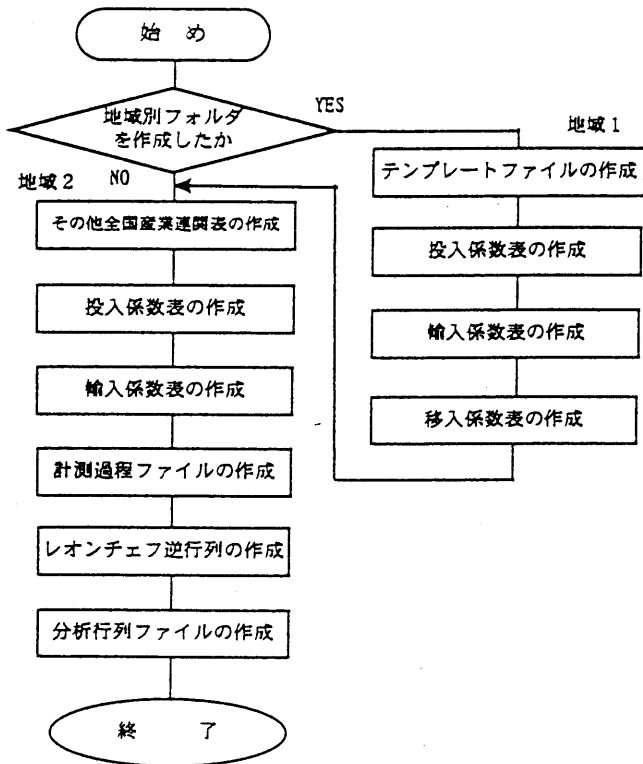 始 め
地域別フォルダ
を作成したか
YES
地域1
テンプレートファイルの作成
投入係数表の作成
輸入係数表の作成
移入係数表の作成
地域2
NO
その他全国産業連関表の作成
投入係数表の作成
輸入係数表の作成
計測過程ファイルの作成
レオンチェフ逆行列の作成
分析行列ファイルの作成
終 了